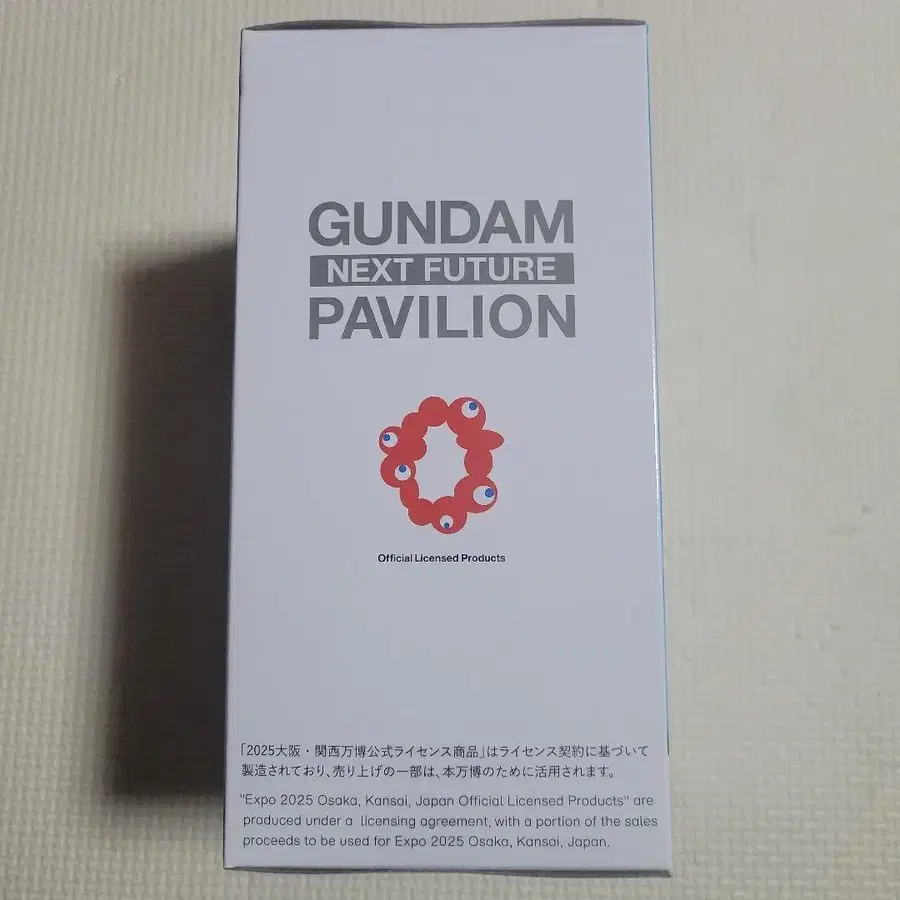 GUNDAM
NEXT FUTURE
PAVILION
Official Licensed Products
「2025大阪・関西万博公式ライセンス商品」はライセンス契約に基づいて
製造されており、売り上げの一部は、本万博のために活用されます。
"Expo 2025 Osaka, Kansai, Japan Official Licensed Products" are
produced under a licensing agreement, with a portion of the sales
proceeds to be used for Expo 2025 Osaka, Kansai, Japan.